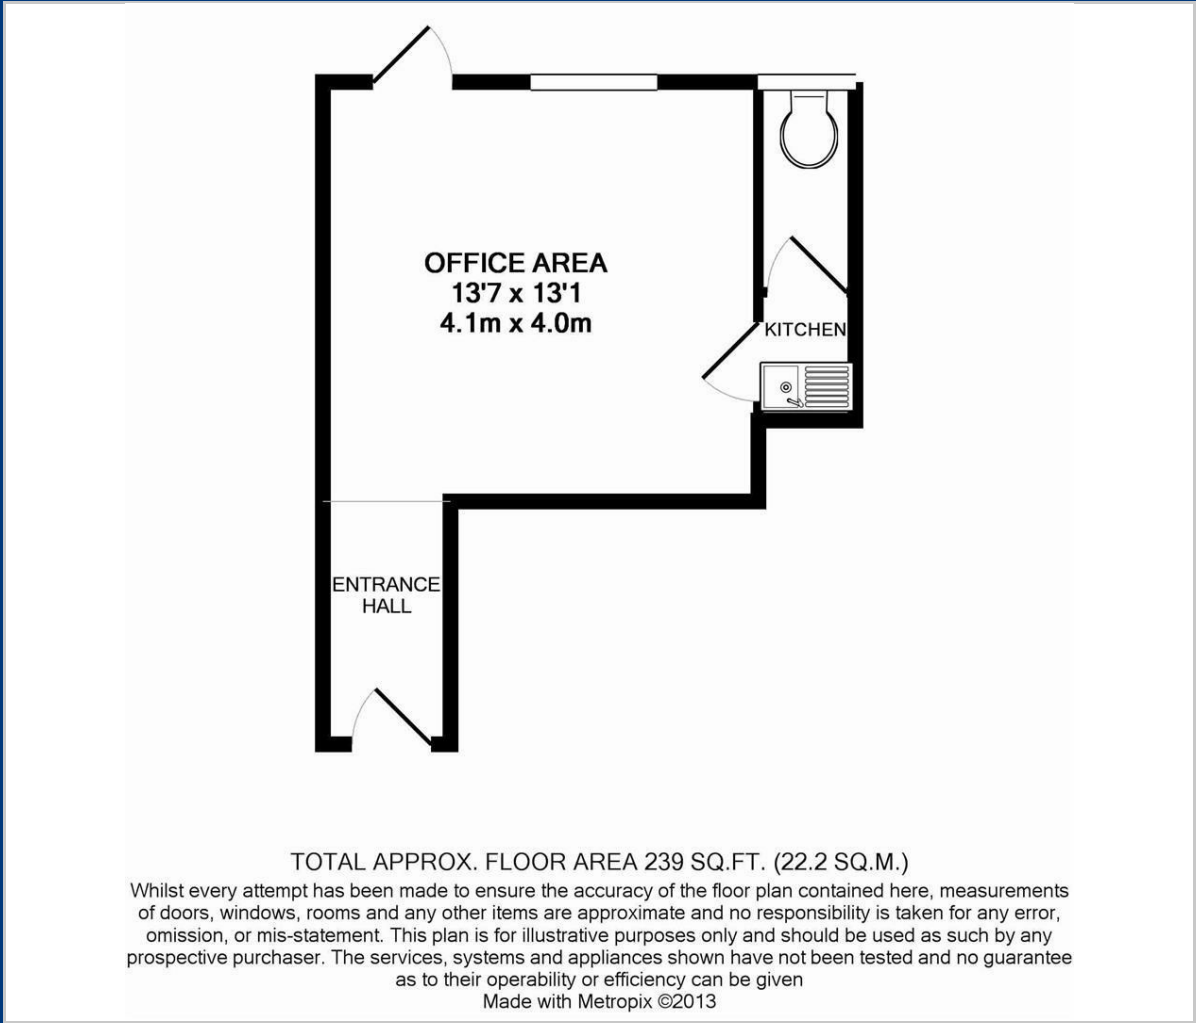 OFFICE AREA
13'7 x 13'1
4.1m x 4.0m
KITCHEN
ENTRANCE
HALL
TOTAL APPROX. FLOOR AREA 239 SQ.FT. (22.2 SQ.M.)
Whilst every attempt has been made to ensure the accuracy of the floor plan contained here, measurements
of doors, windows, rooms and any other items are approximate and no responsibility is taken for any error,
omission, or mis-statement. This plan is for illustrative purposes only and should be used as such by any
prospective purchaser. The services, systems and appliances shown have not been tested and no guarantee
as to their operability or efficiency can be given
Made with Metropix ©2013